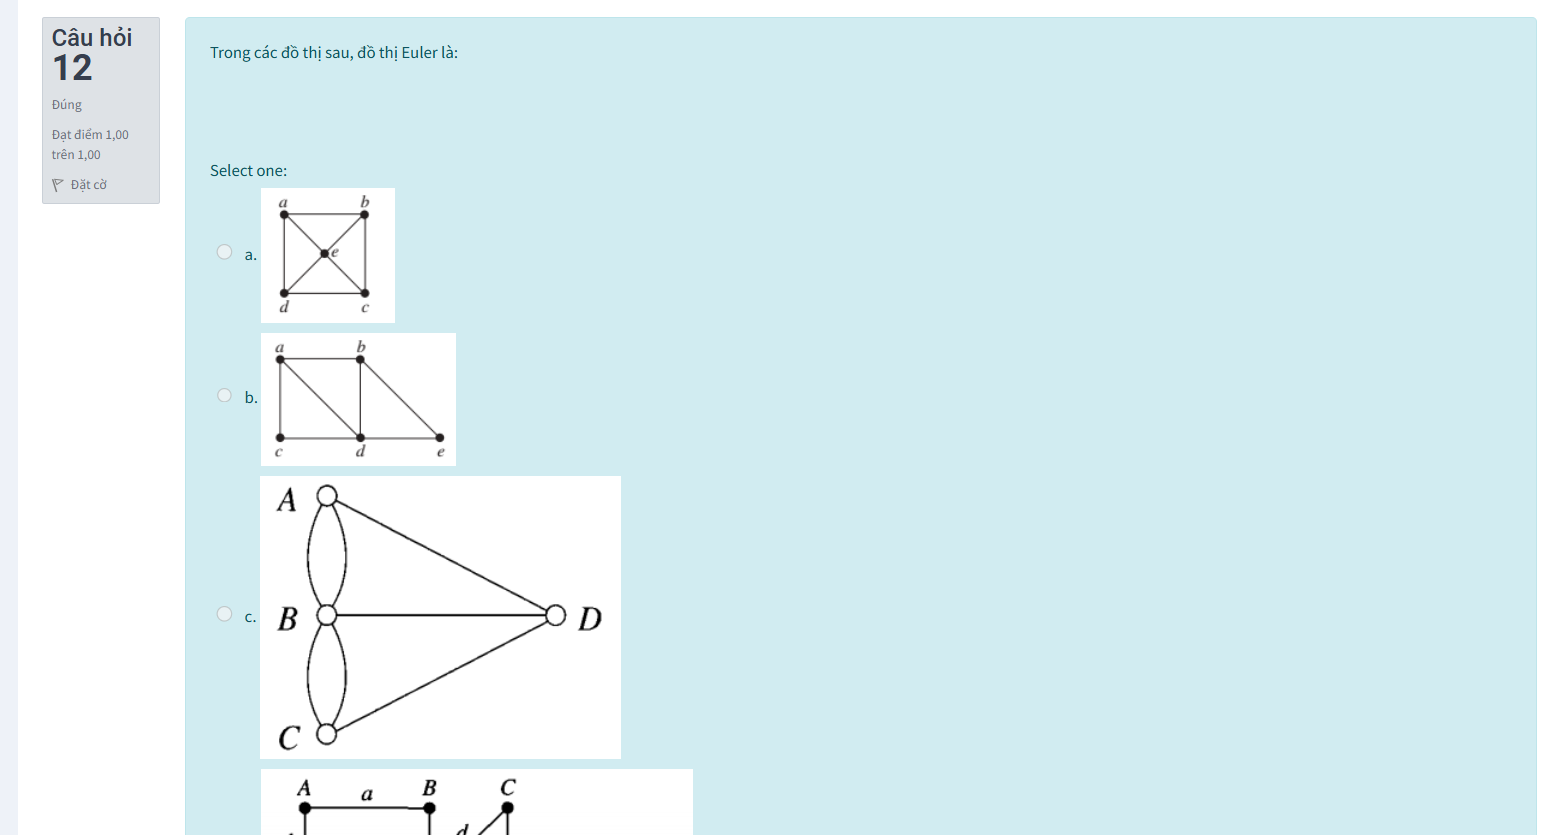 Câu hỏi
12
Đúng
Đạt điểm 1,00
trên 1,00
Đặt cờ
Trong các đồ thị sau, đồ thị Euler là:
Select one:
a.
a b
e
d c
b.
a b
c d e
c.
A
B D
C
A a B C
d